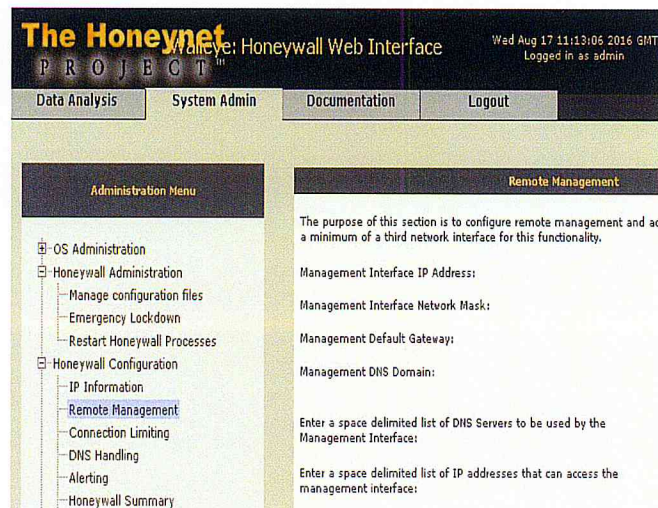 The Honeynet
PROJECT™
Walleye: Honeywall Web Interface
Wed Aug 17 11:13:06 2016 GMT
Logged in as admin
Data Analysis
System Admin
Documentation
Logout
Administration Menu
OS Administration
Honeywall Administration
Manage configuration files
Emergency Lockdown
Restart Honeywall Processes
Honeywall Configuration
IP Information
Remote Management
Connection Limiting
DNS Handling
Alerting
Honeywall Summary
Remote Management
The purpose of this section is to configure remote management and
a minimum of a third network interface for this functionality.
Management Interface IP Address:
Management Interface Network Mask:
Management Default Gateway:
Management DNS Domain:
Enter a space delimited list of DNS Servers to be used by the
Management Interface:
Enter a space delimited list of IP addresses that can access the
management interface: